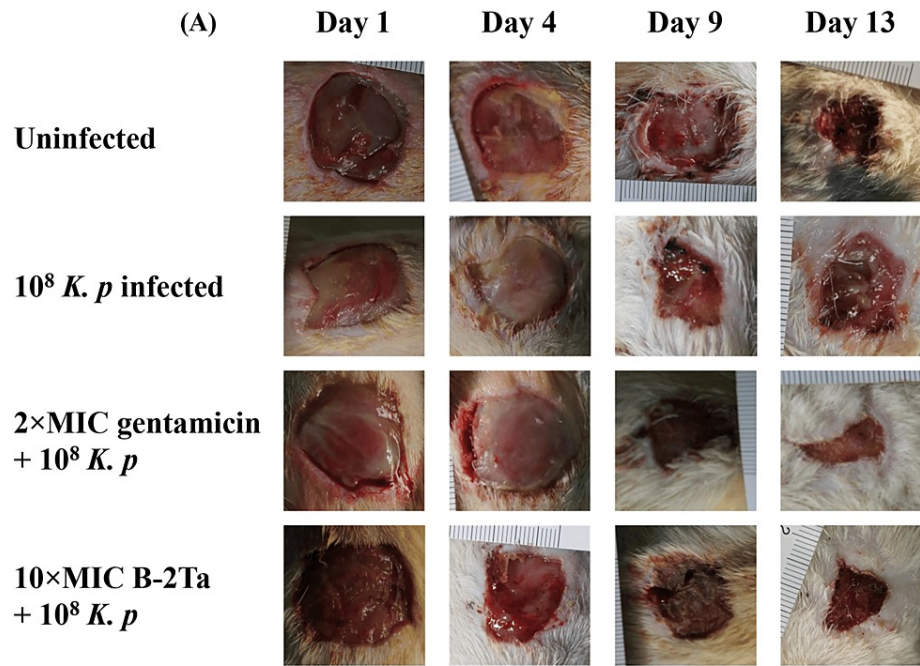 (A) Day 1 Day 4 Day 9 Day 13
Uninfected
10⁸ K. p infected
2×MIC gentamicin
+ 10⁸ K. p
10×MIC B-2Ta
+ 10⁸ K. p